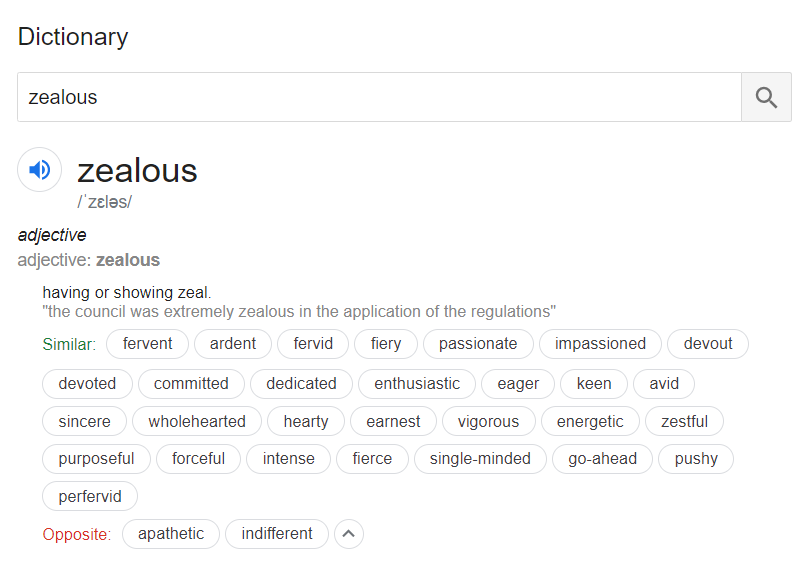 Dictionary
zealous
zealous
/ˈzɛləs/
adjective
adjective: zealous
having or showing zeal.
"the council was extremely zealous in the application of the regulations"
Similar: fervent ardent fervid fiery passionate impassioned devout
devoted committed dedicated enthusiastic eager keen avid
sincere wholehearted hearty earnest vigorous energetic zestful
purposeful forceful intense fierce single-minded go-ahead pushy
perfervid
Opposite: apathetic indifferent